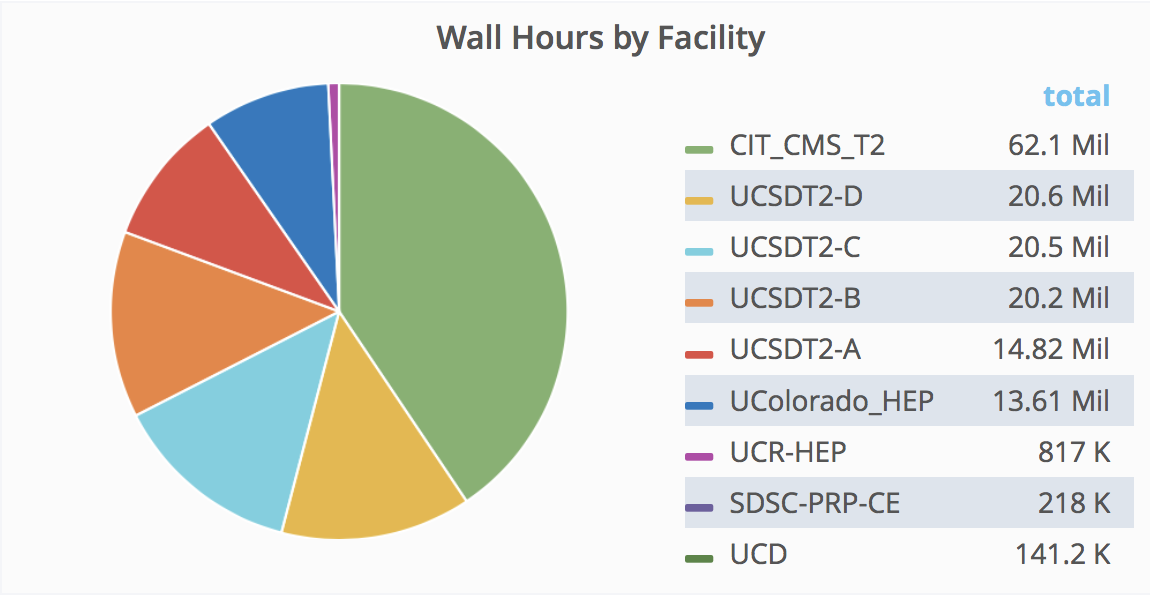 Wall Hours by Facility
total
CIT_CMS_T2 62.1 Mil
UCSDT2-D 20.6 Mil
UCSDT2-C 20.5 Mil
UCSDT2-B 20.2 Mil
UCSDT2-A 14.82 Mil
UColorado_HEP 13.61 Mil
UCR-HEP 817 K
SDSC-PRP-CE 218 K
UCD 141.2 K